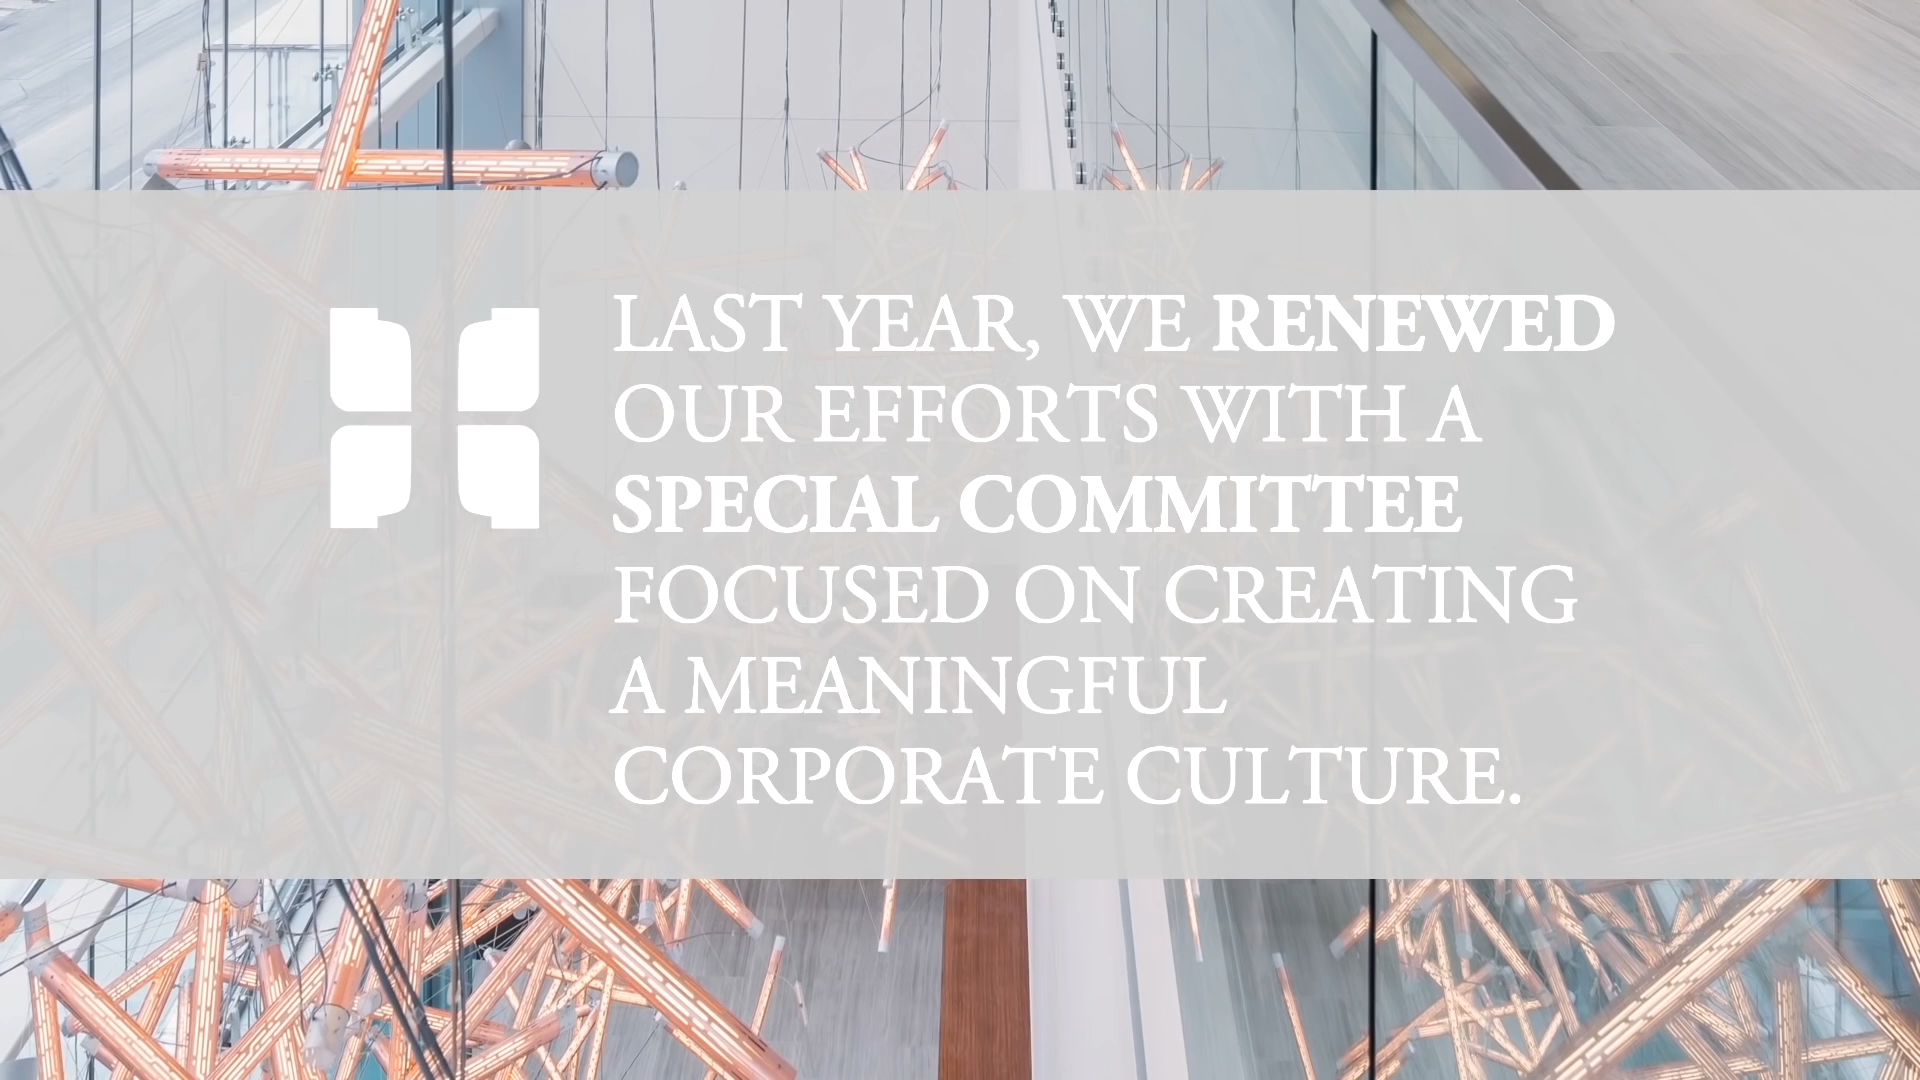 LAST YEAR, WE RENEWED
OUR EFFORTS WITH A
SPECIAL COMMITTEE
FOCUSED ON CREATING
A MEANINGFUL
CORPORATE CULTURE.